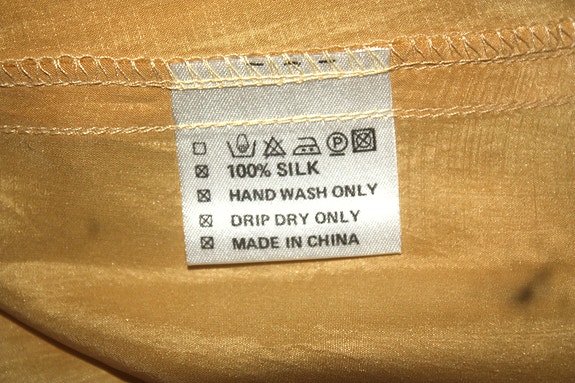 100% SILK
HAND WASH ONLY
DRIP DRY ONLY
MADE IN CHINA